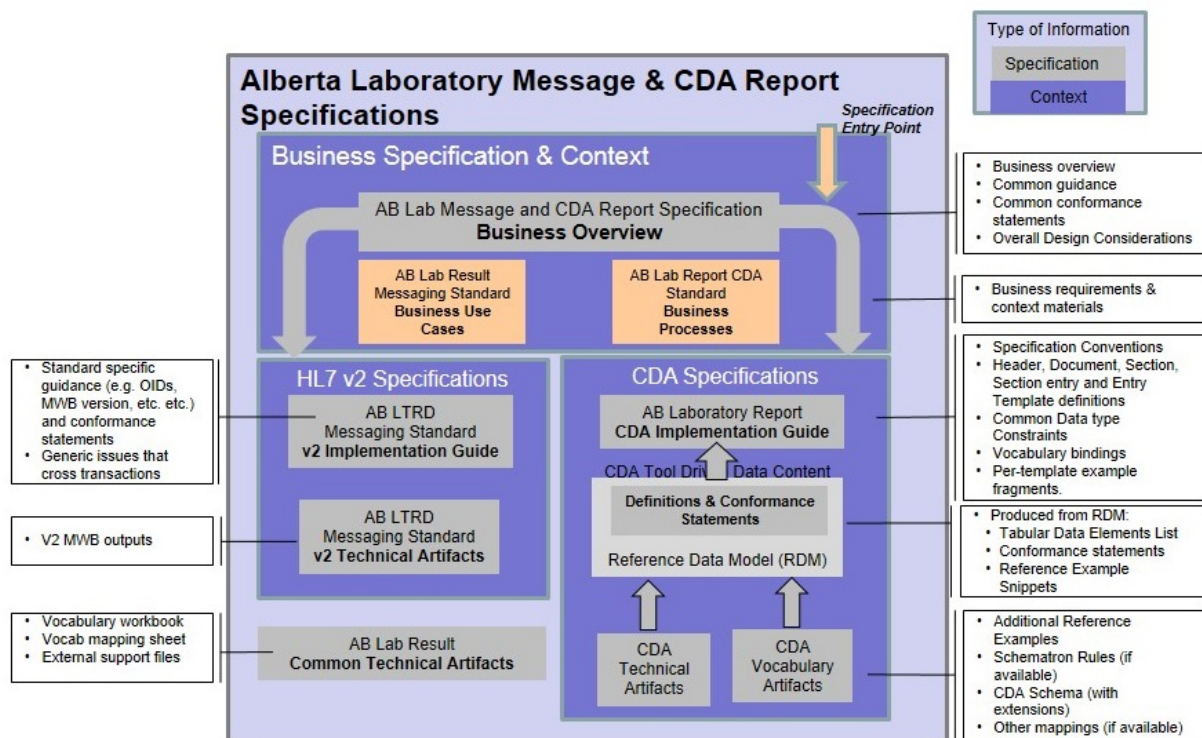 Type of Information
Specification
Context
Alberta Laboratory Message & CDA Report
Specifications
Specification
Entry Point
Business Specification & Context
AB Lab Message and CDA Report Specification
Business Overview
AB Lab Result
Messaging Standard
Business Use
Cases
AB Lab Report CDA
Standard
Business
Processes
• Business overview
• Common guidance
• Common conformance
statements
• Overall Design Considerations
• Business requirements &
context materials
• Standard specific
guidance (e.g. OIDs,
MWB version, etc. etc.)
and conformance
statements
• Generic issues that
cross transactions
HL7 v2 Specifications
AB LTRD
Messaging Standard
v2 Implementation Guide
AB LTRD
Messaging Standard
v2 Technical Artifacts
• V2 MWB outputs
• Vocabulary workbook
• Vocab mapping sheet
• External support files
AB Lab Result
Common Technical Artifacts
CDA Specifications
AB Laboratory Report
CDA Implementation Guide
CDA Tool Data Content
Definitions & Conformance
Statements
Reference Data Model (RDM)
CDA
Technical
Artifacts
CDA
Vocabulary
Artifacts
• Specification Conventions
• Header, Document, Section,
Section entry and Entry
Template definitions
• Common Data type
Constraints
• Vocabulary bindings
• Per-template example
fragments.
• Produced from RDM:
• Tabular Data Elements List
• Conformance statements
• Reference Example
Snippets
• Additional Reference
Examples
• Schematron Rules (if
available)
• CDA Schema (with
extensions)
• Other mappings (if available)